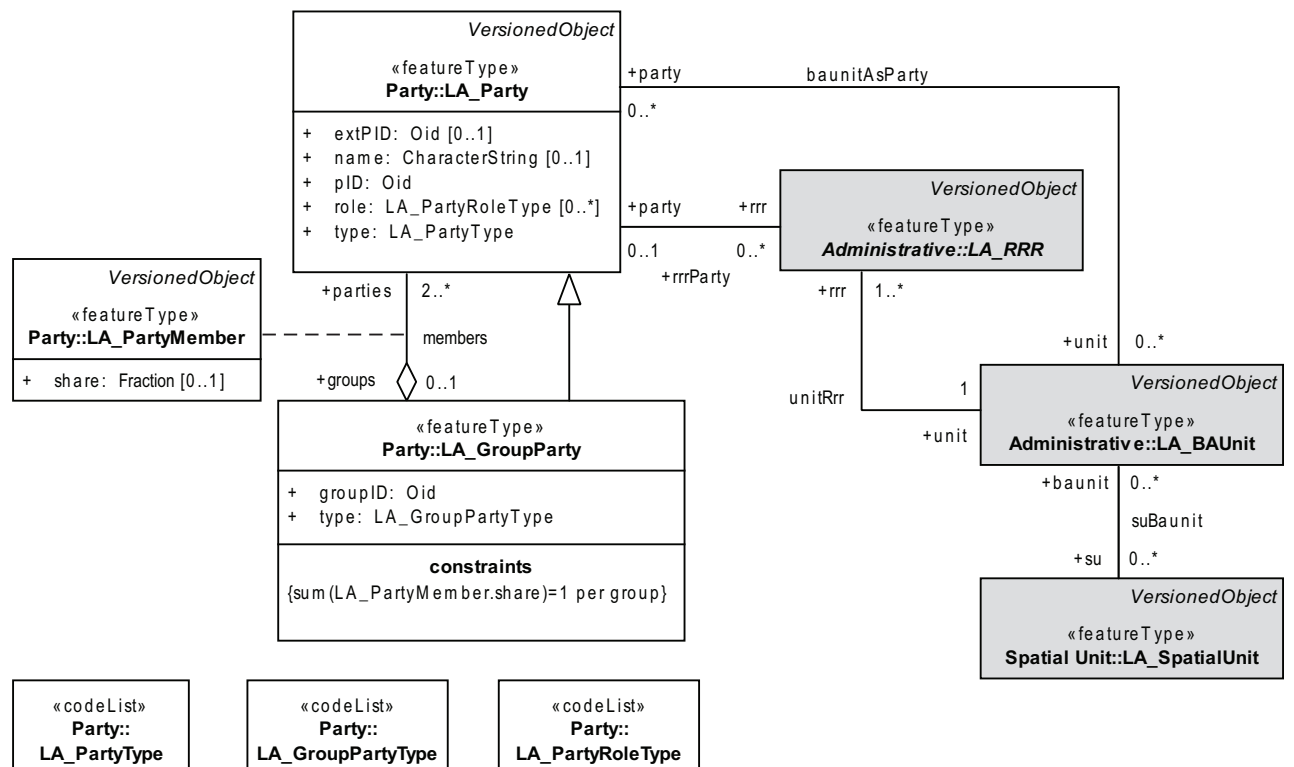 VersionedObject
«featureType»
Party::LA_Party
+ extPID: Oid [0..1]
+ name: CharacterString [0..1]
+ pID: Oid
+ role: LA_PartyRoleType [0..*]
+ type: LA_PartyType
+party
baunitAsParty
0..*
VersionedObject
«featureType»
Administrative::LA_RRR
+party
+rrr
0..1
0..*
+rrrParty
VersionedObject
«featureType»
Party::LA_PartyMember
+ share: Fraction [0..1]
+parties
2..*
members
+groups
0..1
+rrr
1..*
unitRrr
1
+unit
+unit
0..*
VersionedObject
«featureType»
Administrative::LA_BAUnit
«featureType»
Party::LA_GroupParty
+ groupID: Oid
+ type: LA_GroupPartyType
constraints
{sum(LA_PartyMember.share)=1 per group}
+baunit
0..*
suBaunit
+su
0..*
VersionedObject
«featureType»
Spatial Unit::LA_SpatialUnit
«codeList»
Party::
LA_PartyType
«codeList»
Party::
LA_GroupPartyType
«codeList»
Party::
LA_PartyRoleType